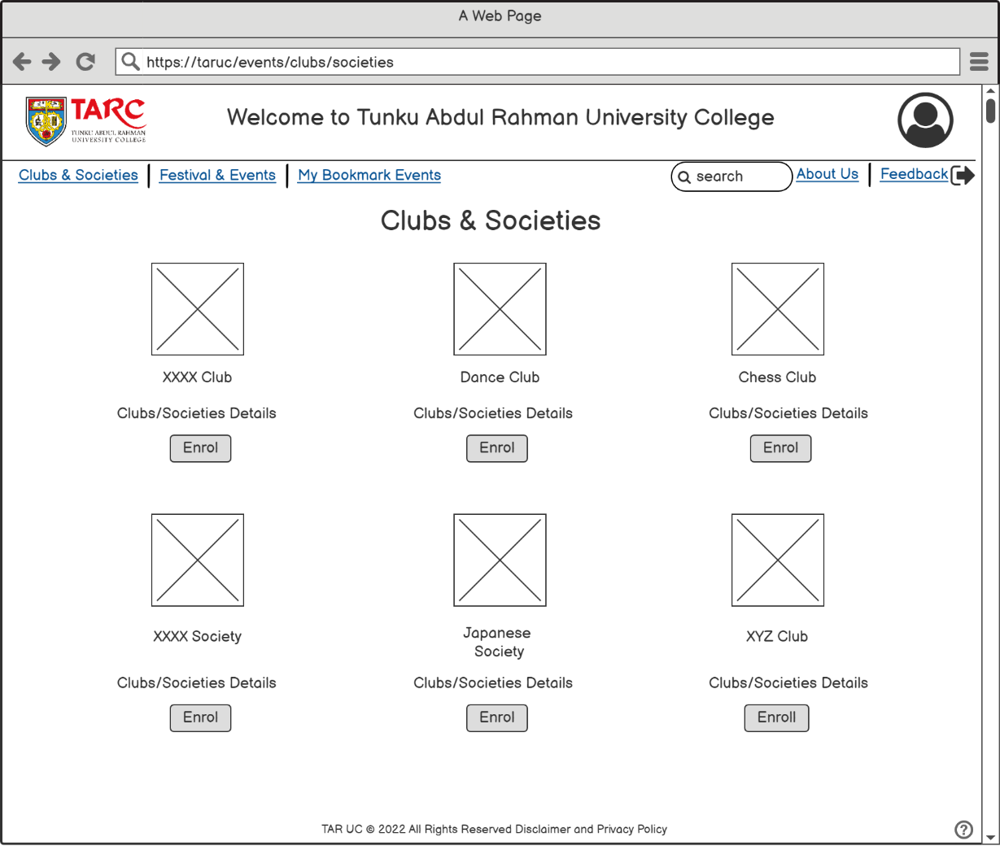 A Web Page
https://taruc/events/clubs/societies
TARC
TUNKU ABDUL RAHMAN
UNIVERSITY COLLEGE
Welcome to Tunku Abdul Rahman University College
Clubs & Societies
Festival & Events
My Bookmark Events
search
About Us
Feedback
Clubs & Societies
XXXX Club
Dance Club
Chess Club
Clubs/Societies Details
Clubs/Societies Details
Clubs/Societies Details
Enrol
Enrol
Enrol
XXXX Society
Japanese
Society
XYZ Club
Clubs/Societies Details
Clubs/Societies Details
Clubs/Societies Details
Enrol
Enrol
Enroll
TAR UC © 2022 All Rights Reserved Disclaimer and Privacy Policy
?